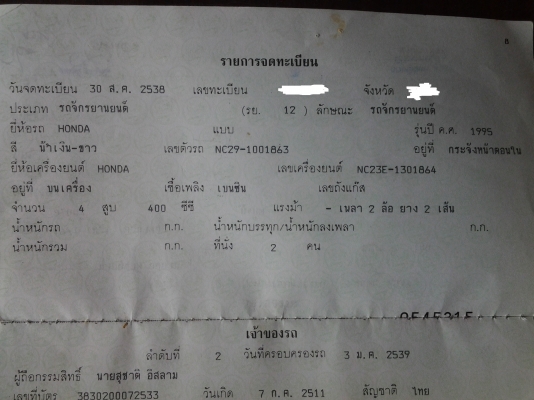 รายการจดทะเบียน
วันจดทะเบียน 30 ส.ค. 2538 เลขทะเบียน จังหวัด
ประเภท รถจักรยานยนต์ (รย. 12 ) ลักษณะ รถจักรยานยนต์
ยี่ห้อรถ HONDA แบบ รุ่นปี ค.ศ. 1995
สี น้ำเงิน-ขาว เลขตัวรถ NC29-1001863 อยู่ที่ กระจังหน้าตอนใน
ยี่ห้อเครื่องยนต์ HONDA เลขเครื่องยนต์ NC23E-1301864
อยู่ที่ บนเครื่อง เชื้อเพลิง เบนซิน เลขถังแก๊ส
จำนวน 4 สูบ 400 ซีซี แรงม้า - เพลา 2 ล้อ ยาง 2 เส้น
น้ำหนักรถ ก.ก. น้ำหนักบรรทุก/น้ำหนักลงเพลา ก.ก.
น้ำหนักรวม ก.ก. ที่นั่ง 2 คน
เจ้าของรถ
ลำดับที่ 2 วันที่ครอบครองรถ 3 ม.ค. 2539
ผู้ถือกรรมสิทธิ์ นายสุชาติ อิสลาม
เลขที่บัตร 3830200072533 วันเกิด 7 ก.ค. 2511 สัญชาติ ไทย